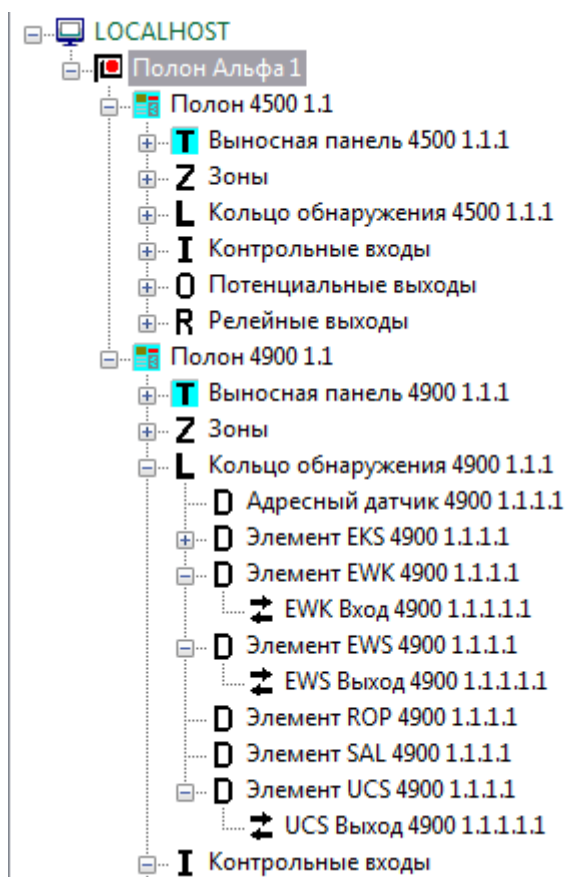 LOCALHOST
Полон Альфа 1
Полон 4500 1.1
T Выносная панель 4500 1.1.1
Z Зоны
L Кольцо обнаружения 4500 1.1.1
I Контрольные входы
O Потенциальные выходы
R Релейные выходы
Полон 4900 1.1
T Выносная панель 4900 1.1.1
Z Зоны
L Кольцо обнаружения 4900 1.1.1
D Адресный датчик 4900 1.1.1.1
D Элемент EKS 4900 1.1.1.1
D Элемент EWK 4900 1.1.1.1
EWK Вход 4900 1.1.1.1.1
D Элемент EWS 4900 1.1.1.1
EWS Выход 4900 1.1.1.1.1
D Элемент ROP 4900 1.1.1.1
D Элемент SAL 4900 1.1.1.1
D Элемент UCS 4900 1.1.1.1
UCS Выход 4900 1.1.1.1.1
I Контрольные входы